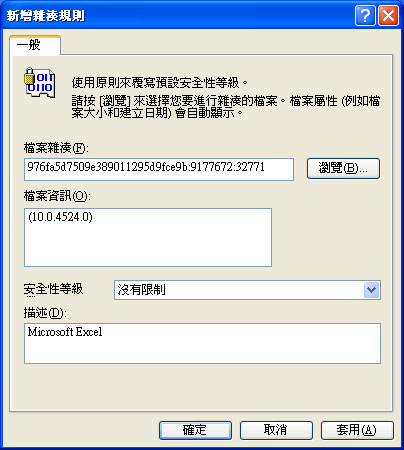 新增雜湊規則
一般
使用原則來覆寫預設安全性等級。
請按 [瀏覽] 來選擇您要進行雜湊的檔案。檔案屬性 (例如檔
案大小和建立日期) 會自動顯示。
檔案雜湊(F):
976fa5d7509e389011295d9fce9b:9177672:32771
瀏覽(B)...
檔案資訊(O):
(10.0.4524.0)
安全性等級
沒有限制
描述(D):
Microsoft Excel
確定
取消
套用(A)